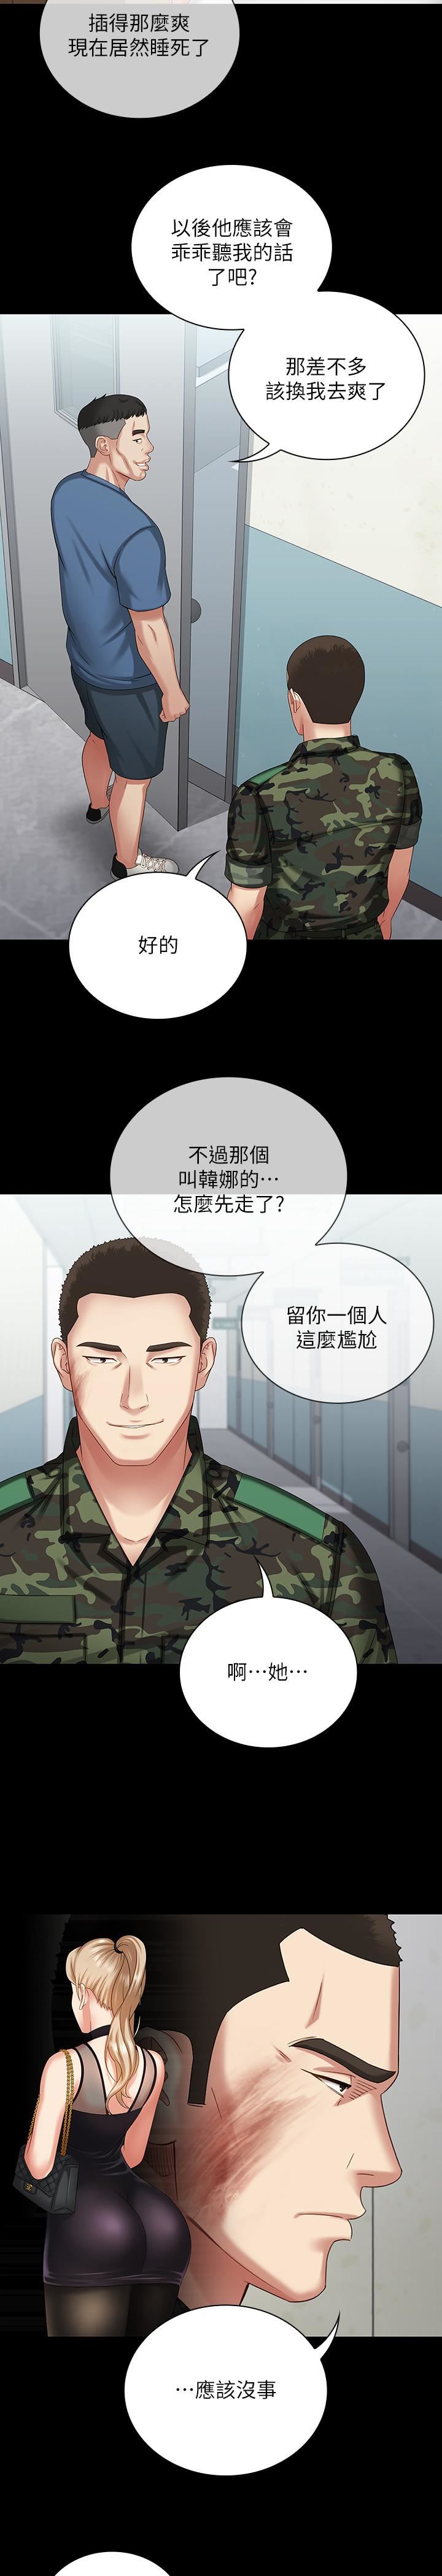 插得那麼爽
現在居然睡死了
以後他應該會
乖乖聽我的話
了吧?
那差不多
該換我去爽了
好的
不過那個
叫韓娜的…
怎麼先走了?
留你一個人
這麼尷尬
啊…她…
…應該沒事